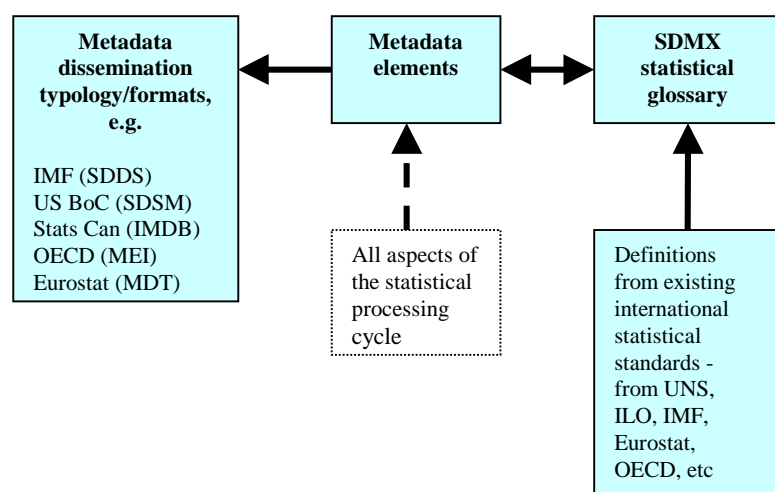 Metadata
dissemination
typology/formats,
e.g.
IMF (SDDS)
US BoC (SDSM)
Stats Can (IMDB)
OECD (MEI)
Eurostat (MDT)
Metadata
elements
SDMX
statistical
glossary
All aspects of
the statistical
processing
cycle
Definitions
from existing
international
statistical
standards -
from UNS,
ILO, IMF,
Eurostat,
OECD, etc